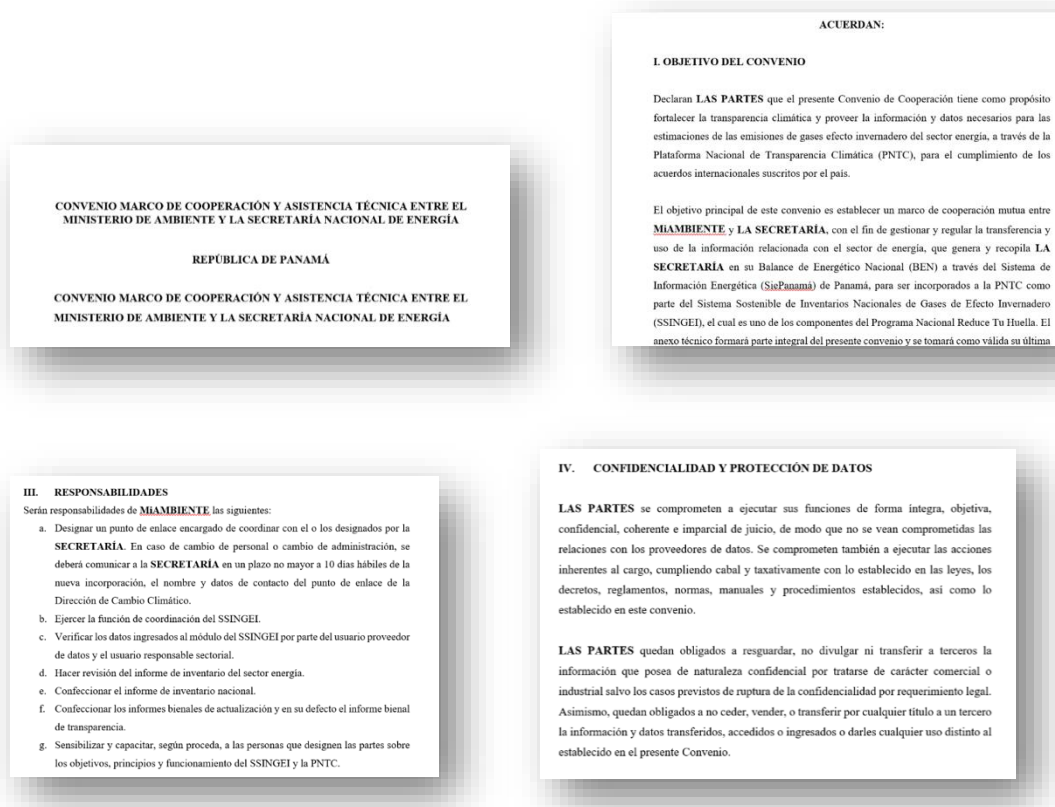 CONVENIO MARCO DE COOPERACIÓN Y ASISTENCIA TÉCNICA ENTRE EL
MINISTERIO DE AMBIENTE Y LA SECRETARÍA NACIONAL DE ENERGÍA
REPÚBLICA DE PANAMÁ
CONVENIO MARCO DE COOPERACIÓN Y ASISTENCIA TÉCNICA ENTRE EL
MINISTERIO DE AMBIENTE Y LA SECRETARÍA NACIONAL DE ENERGÍA
ACUERDAN:
I. OBJETIVO DEL CONVENIO
Declaran LAS PARTES que el presente Convenio de Cooperación tiene como propósito
fortalecer la transparencia climática y proveer la información y datos necesarios para las
estimaciones de las emisiones de gases efecto invernadero del sector energía, a través de la
Plataforma Nacional de Transparencia Climática (PNTC), para el cumplimiento de los
acuerdos internacionales suscritos por el país.
El objetivo principal de este convenio es establecer un marco de cooperación mutua entre
MiAMBIENTE y LA SECRETARÍA, con el fin de gestionar y regular la transferencia y
uso de la información relacionada con el sector de energía, que genera y recopila LA
SECRETARÍA en su Balance de Energético Nacional (BEN) a través del Sistema de
Información Energética (SiePanamá) de Panamá, para ser incorporados a la PNTC como
parte del Sistema Sostenible de Inventarios Nacionales de Gases de Efecto Invernadero
(SSINGEI), el cual es uno de los componentes del Programa Nacional Reduce Tu Huella. El
anexo técnico formará parte integral del presente convenio y se tomará como válida su última
III. RESPONSABILIDADES
Serán responsabilidades de MiAMBIENTE las siguientes:
a. Designar un punto de enlace encargado de coordinar con el o los designados por la
SECRETARÍA. En caso de cambio de personal o cambio de administración, se
deberá comunicar a la SECRETARÍA en un plazo no mayor a 10 días hábiles de la
nueva incorporación, el nombre y datos de contacto del punto de enlace de la
Dirección de Cambio Climático.
b. Ejercer la función de coordinación del SSINGEI.
c. Verificar los datos ingresados al módulo del SSINGEI por parte del usuario proveedor
de datos y el usuario responsable sectorial.
d. Hacer revisión del informe de inventario del sector energía.
e. Confeccionar el informe de inventario nacional.
f. Confeccionar los informes bienales de actualización y en su defecto el informe bienal
de transparencia.
g. Sensibilizar y capacitar, según proceda, a las personas que designen las partes sobre
los objetivos, principios y funcionamiento del SSINGEI y la PNTC.
IV. CONFIDENCIALIDAD Y PROTECCIÓN DE DATOS
LAS PARTES se comprometen a ejecutar sus funciones de forma íntegra, objetiva,
confidencial, coherente e imparcial de juicio, de modo que no se vean comprometidas las
relaciones con los proveedores de datos. Se comprometen también a ejecutar las acciones
inherentes al cargo, cumpliendo cabal y taxativamente con lo establecido en las leyes, los
decretos, reglamentos, normas, manuales y procedimientos establecidos, así como lo
establecido en este convenio.
LAS PARTES quedan obligados a resguardar, no divulgar ni transferir a terceros la
información que posea de naturaleza confidencial por tratarse de carácter comercial o
industrial salvo los casos previstos de ruptura de la confidencialidad por requerimiento legal.
Asimismo, quedan obligados a no ceder, vender, o transferir por cualquier título a un tercero
la información y datos transferidos, accedidos o ingresados o darles cualquier uso distinto al
establecido en el presente Convenio.